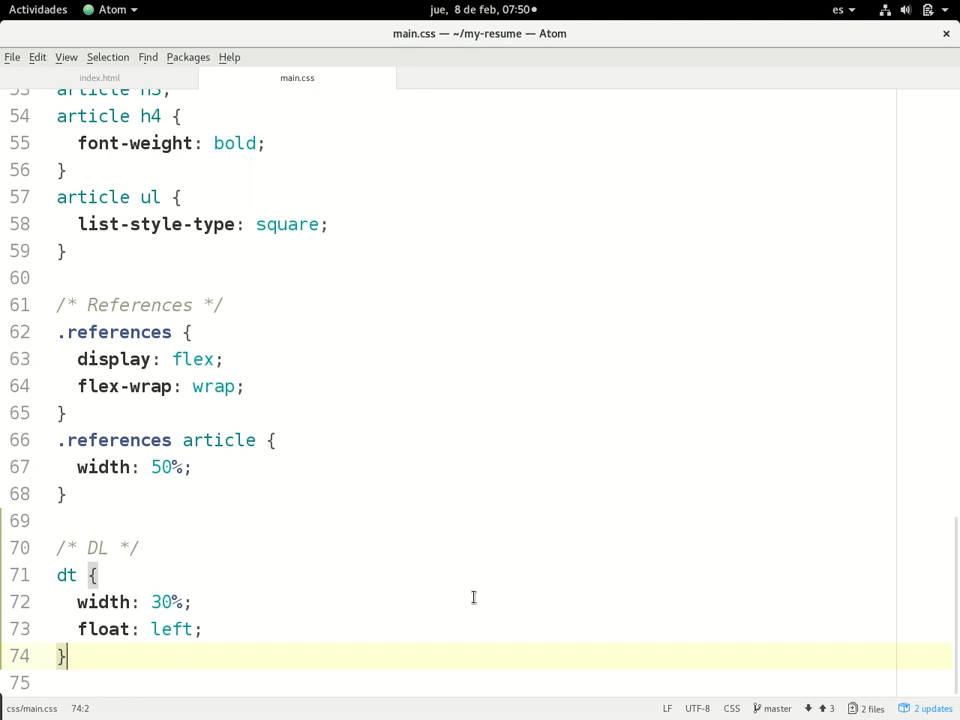 Actividades Atom jue, 8 de feb, 07:50 es
main.css — ~/my-resume — Atom
File Edit View Selection Find Packages Help
index.html main.css
53 article h3,
54 article h4 {
55 font-weight: bold;
56 }
57 article ul {
58 list-style-type: square;
59 }
60
61 /* References */
62 .references {
63 display: flex;
64 flex-wrap: wrap;
65 }
66 .references article {
67 width: 50%;
68 }
69
70 /* DL */
71 dt {
72 width: 30%;
73 float: left;
74 }
75
css/main.css 74:2 LF UTF-8 CSS master 3 2 files 2 updates